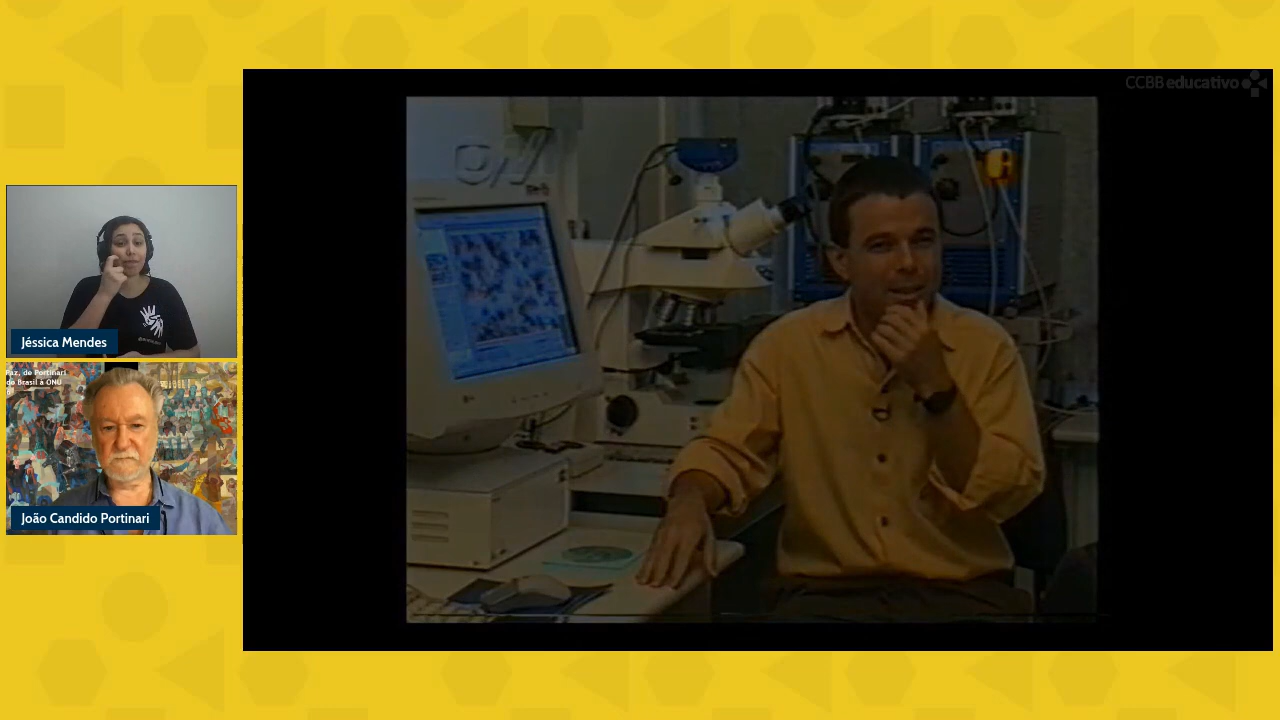 CCBB educativo
Jéssica Mendes
Paz, de Portinari
do Brasil à ONU
João Candido Portinari